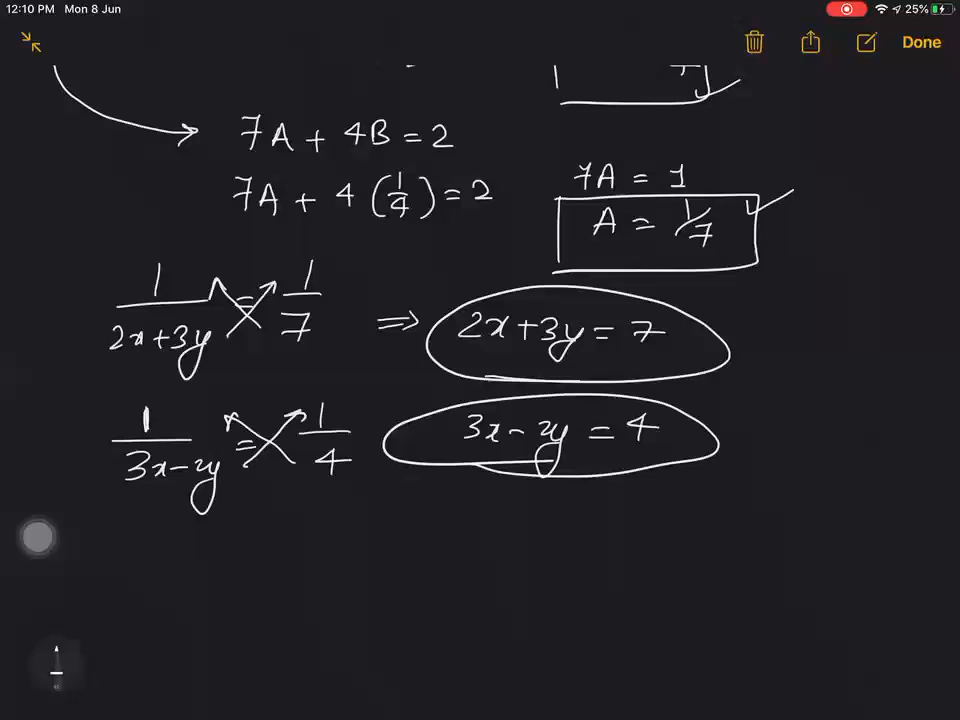 12:10 PM Mon 8 Jun 25%
Done
7A + 4B = 2
7A + 4 (1/4) = 2
7A = 1
A = 1/7
1/(2x+3y) = 1/7 ⇒ 2x+3y = 7
1/(3x-2y) = 1/4 3x-2y = 4